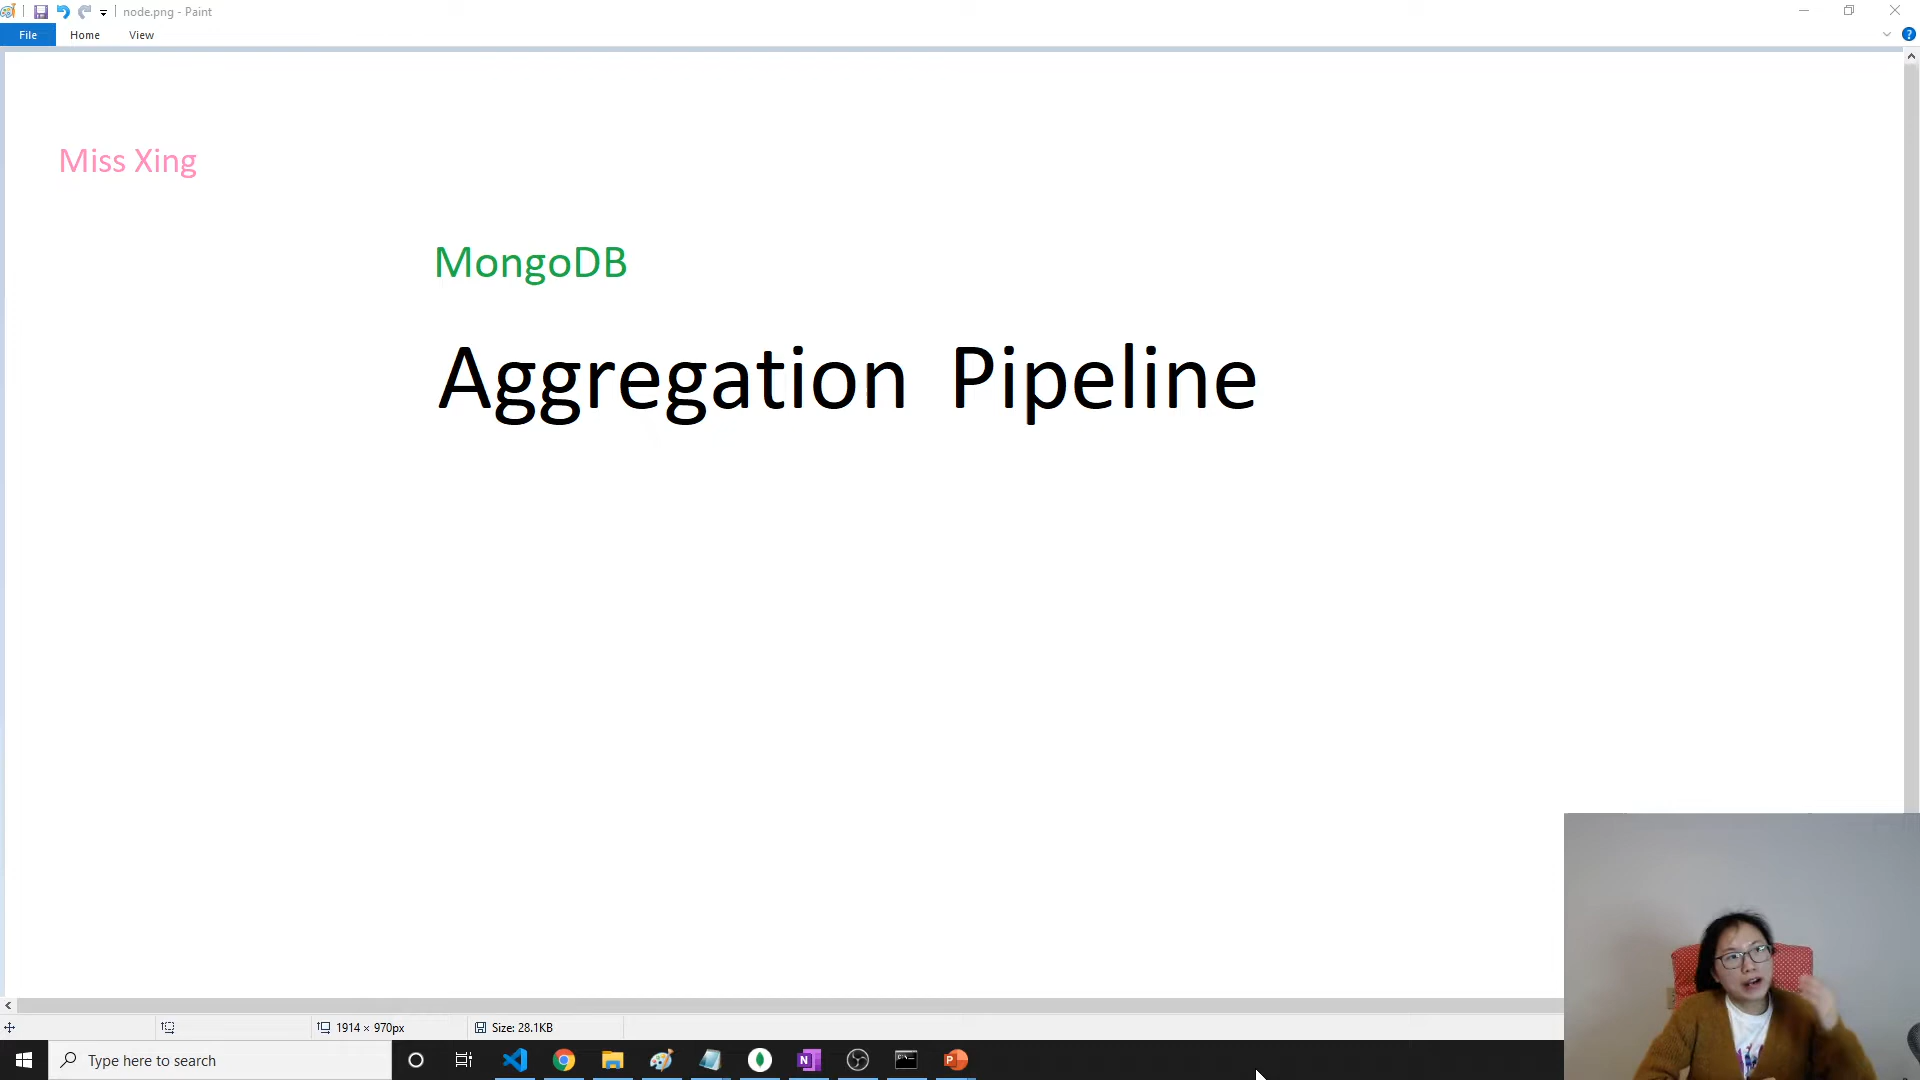 node.png - Paint
File Home View
Miss Xing
MongoDB
Aggregation Pipeline
1914 × 970px
Size: 28.1KB
Type here to search